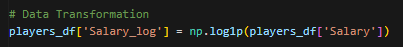 # Data Transformation
players_df['Salary_log'] = np.log1p(players_df['Salary'])